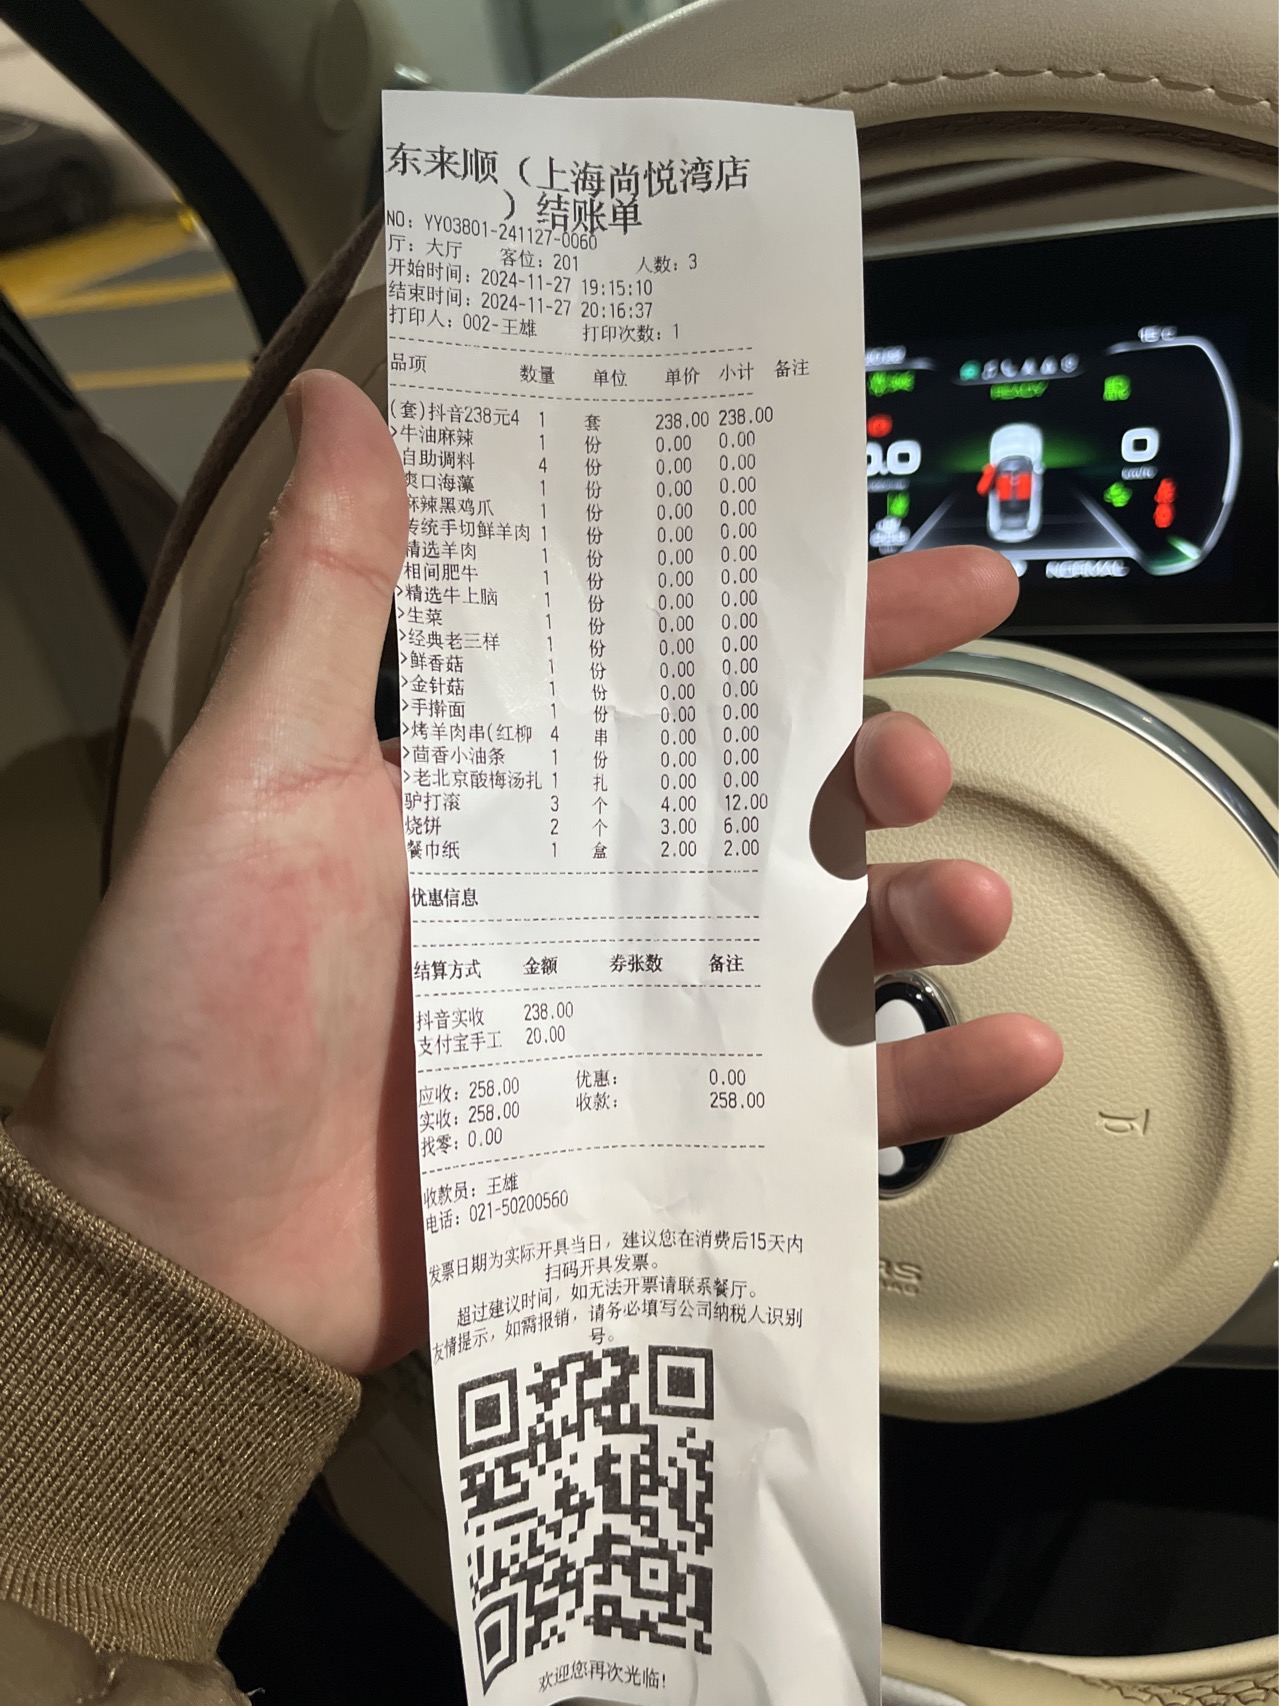 东来顺（上海尚悦湾店
）结账单
NO：YY03801-241127-0060
厅：大厅 客位：201 人数：3
开始时间：2024-11-27 19:15:10
结束时间：2024-11-27 20:16:37
打印人：002-王雄 打印次数：1
品项 数量 单位 单价 小计 备注
(套)抖音238元4 1 套 238.00 238.00
>牛油麻辣 1 份 0.00 0.00
自助调料 4 份 0.00 0.00
爽口海藻 1 份 0.00 0.00
麻辣黑鸡爪 1 份 0.00 0.00
传统手切鲜羊肉 1 份 0.00 0.00
精选羊肉 1 份 0.00 0.00
相间肥牛 1 份 0.00 0.00
>精选牛上脑 1 份 0.00 0.00
>生菜 1 份 0.00 0.00
>经典老三样 1 份 0.00 0.00
>鲜香菇 1 份 0.00 0.00
>金针菇 1 份 0.00 0.00
>手擀面 1 份 0.00 0.00
>烤羊肉串(红柳 4 串 0.00 0.00
>茴香小油条 1 份 0.00 0.00
>老北京酸梅汤扎 1 扎 0.00 0.00
驴打滚 3 个 4.00 12.00
烧饼 2 个 3.00 6.00
餐巾纸 1 盒 2.00 2.00
优惠信息
结算方式 金额 券张数 备注
抖音实收 238.00
支付宝手工 20.00
应收：258.00 优惠： 0.00
实收：258.00 收款： 258.00
找零：0.00
收款员：王雄
电话：021-50200560
发票日期为实际开具当日，建议您在消费后15天内
扫码开具发票。
超过建议时间，如无法开票请联系餐厅。
友情提示，如需报销，请务必填写公司纳税人识别
号。
欢迎您再次光临！
READY
0.0
0
NORMAL